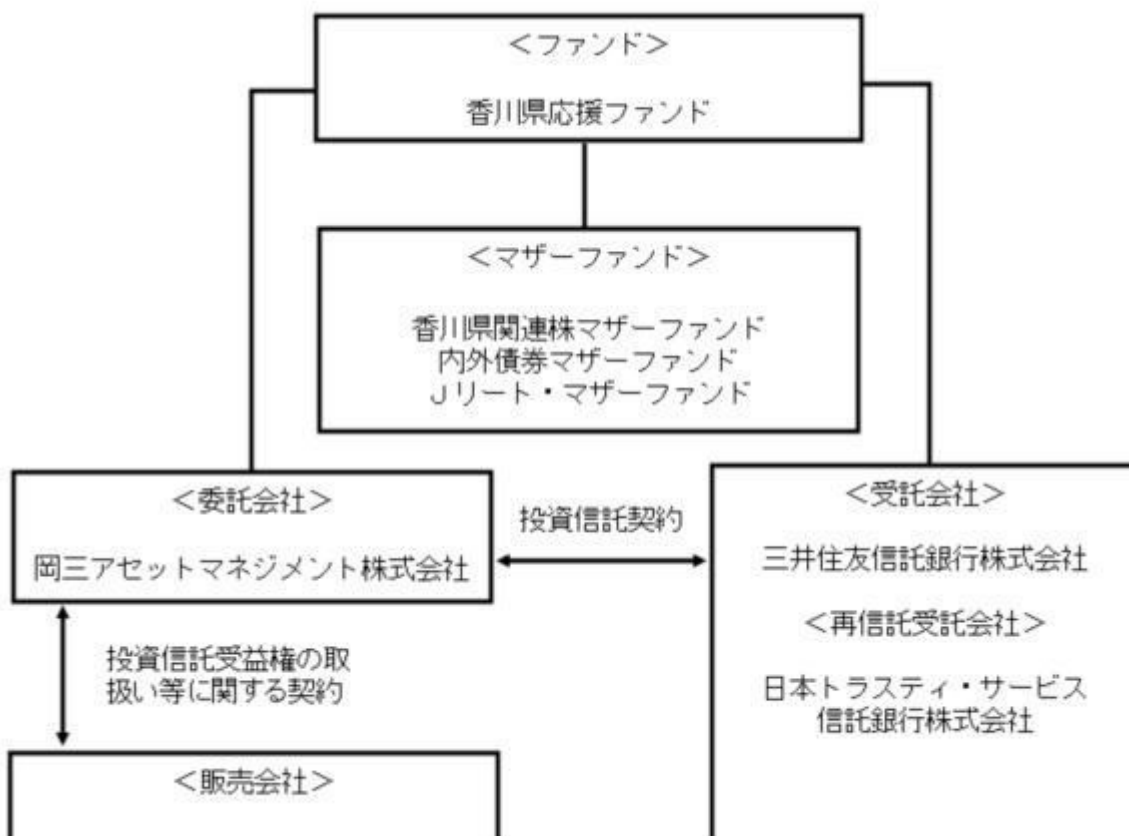 <ファンド>
香川県応援ファンド
<マザーファンド>
香川県関連株マザーファンド
内外債券マザーファンド
Jリート・マザーファンド
<委託会社>
岡三アセットマネジメント株式会社
投資信託契約
<受託会社>
三井住友信託銀行株式会社
<再信託受託会社>
日本トラスティ・サービス
信託銀行株式会社
投資信託受益権の取
扱い等に関する契約
<販売会社>